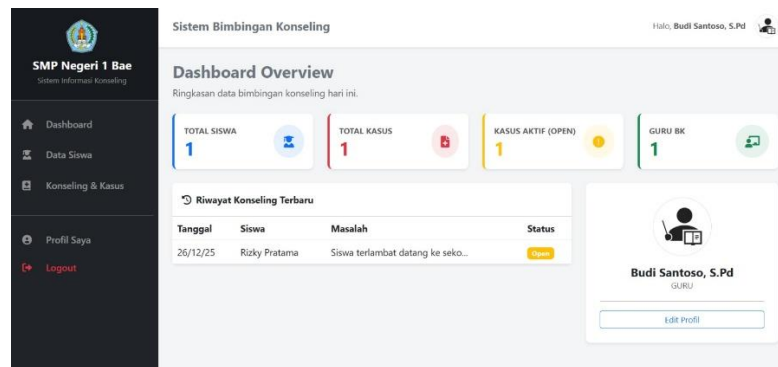 SMP Negeri 1 Bae
Sistem Informasi Konseling
Dashboard
Data Siswa
Konseling & Kasus
Profil Saya
Logout
Sistem Bimbingan Konseling
Halo, Budi Santoso, S.Pd
Dashboard Overview
Ringkasan data bimbingan konseling hari ini.
TOTAL SISWA
1
TOTAL KASUS
1
KASUS AKTIF (OPEN)
1
GURU BK
1
Riwayat Konseling Terbaru
Tanggal Siswa Masalah Status
26/12/25 Rizky Pratama Siswa terlambat datang ke seko... Open
Budi Santoso, S.Pd
GURU
Edit Profil